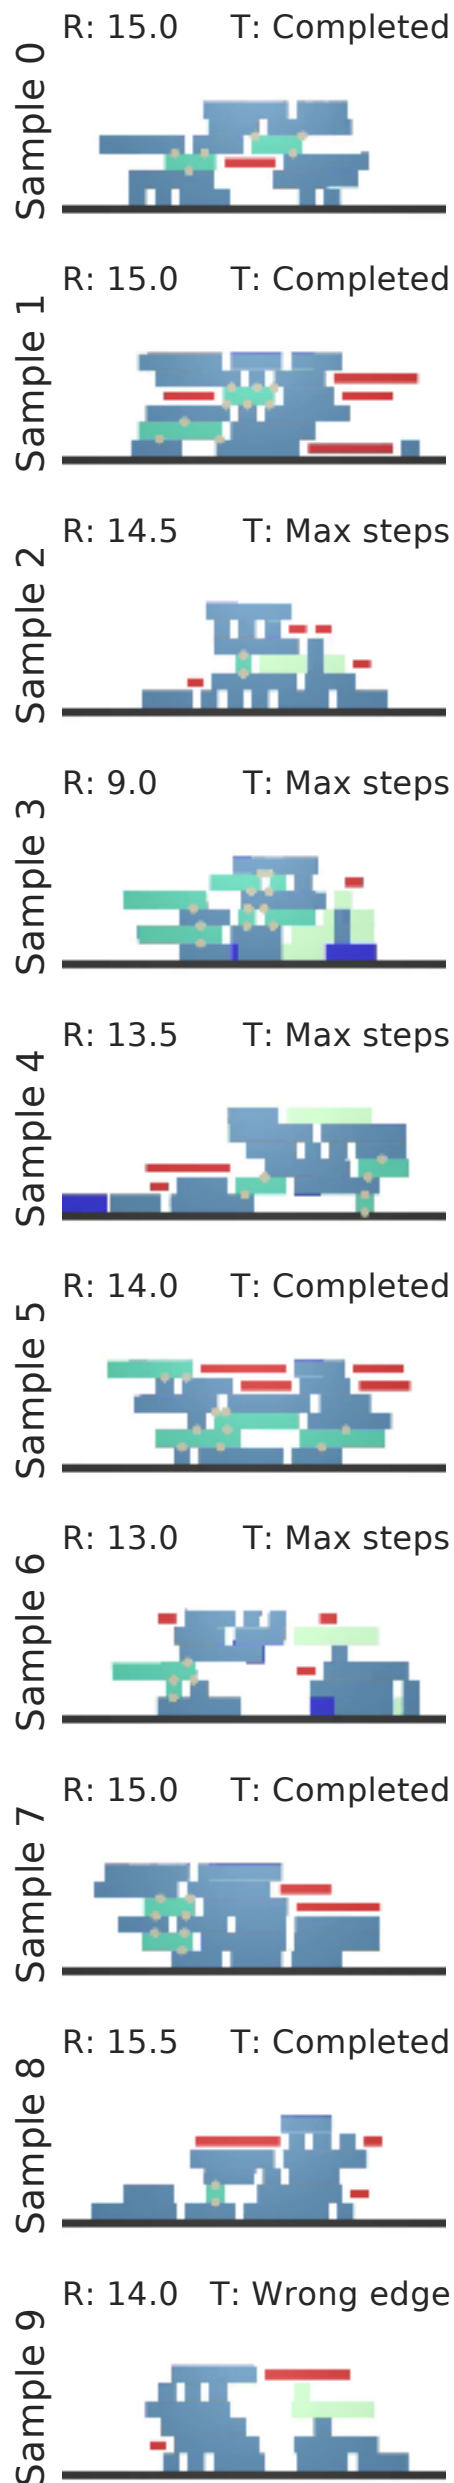 R: 15.0 T: Completed
Sample 0
R: 15.0 T: Completed
Sample 1
R: 14.5 T: Max steps
Sample 2
R: 9.0 T: Max steps
Sample 3
R: 13.5 T: Max steps
Sample 4
R: 14.0 T: Completed
Sample 5
R: 13.0 T: Max steps
Sample 6
R: 15.0 T: Completed
Sample 7
R: 15.5 T: Completed
Sample 8
R: 14.0 T: Wrong edge
Sample 9